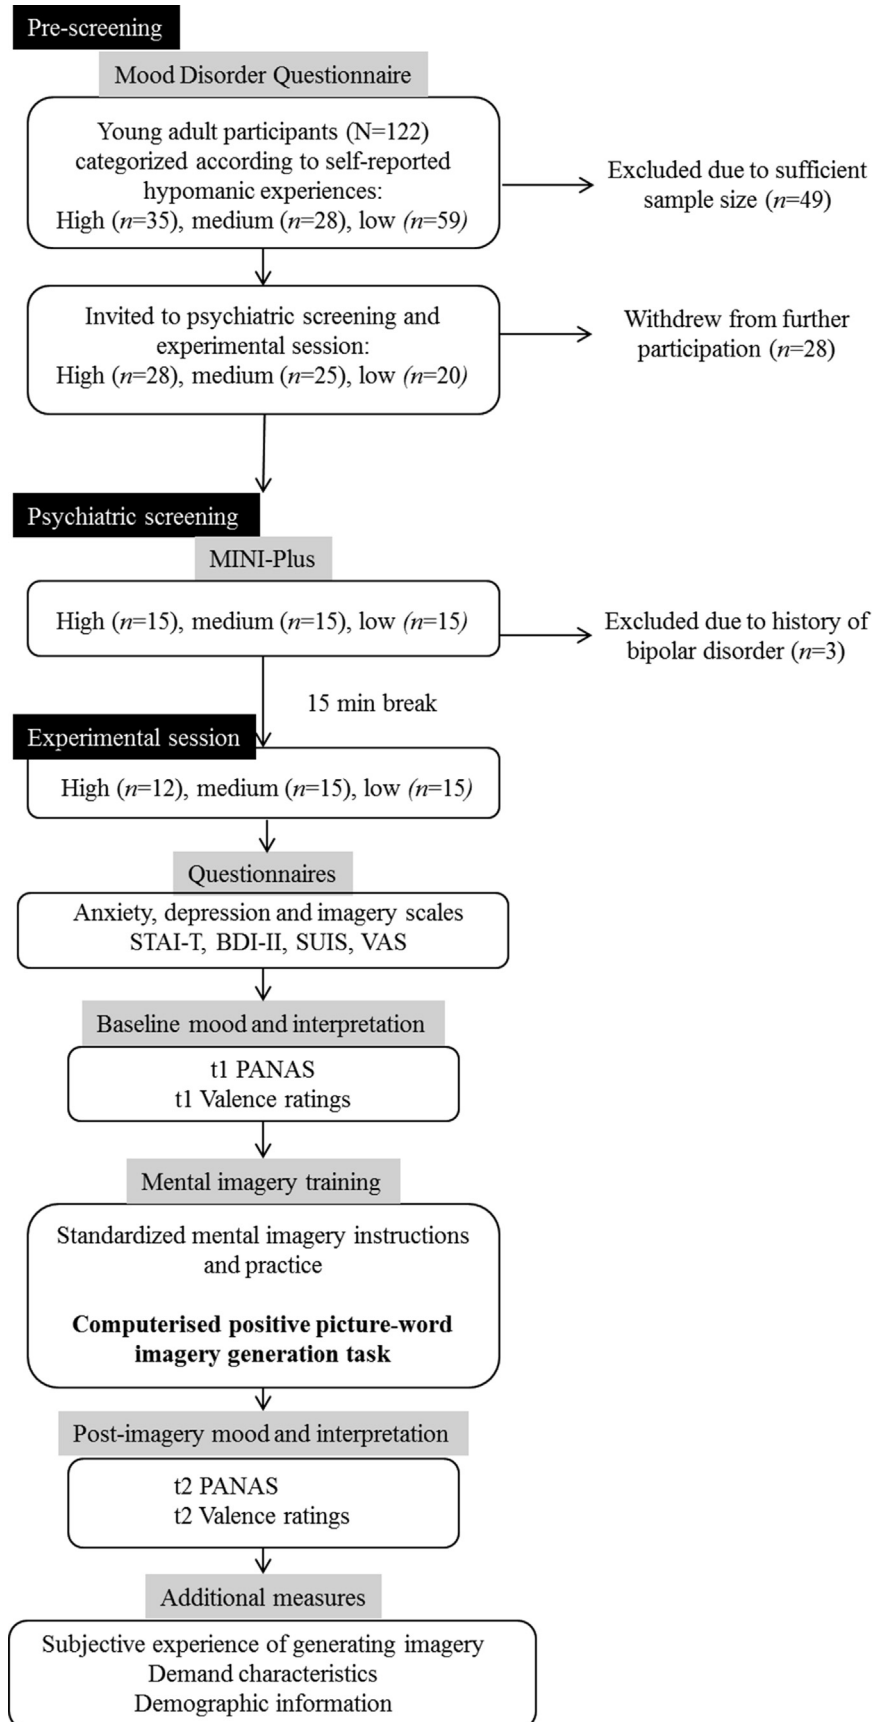 Pre-screening
Mood Disorder Questionnaire
Young adult participants (N=122)
categorized according to self-reported
hypomanic experiences:
High (n=35), medium (n=28), low (n=59)
Excluded due to sufficient
sample size (n=49)
Invited to psychiatric screening and
experimental session:
High (n=28), medium (n=25), low (n=20)
Withdrew from further
participation (n=28)
Psychiatric screening
MINI-Plus
High (n=15), medium (n=15), low (n=15)
Excluded due to history of
bipolar disorder (n=3)
15 min break
Experimental session
High (n=12), medium (n=15), low (n=15)
Questionnaires
Anxiety, depression and imagery scales
STAI-T, BDI-II, SUIS, VAS
Baseline mood and interpretation
t1 PANAS
t1 Valence ratings
Mental imagery training
Standardized mental imagery instructions
and practice
Computerised positive picture-word
imagery generation task
Post-imagery mood and interpretation
t2 PANAS
t2 Valence ratings
Additional measures
Subjective experience of generating imagery
Demand characteristics
Demographic information